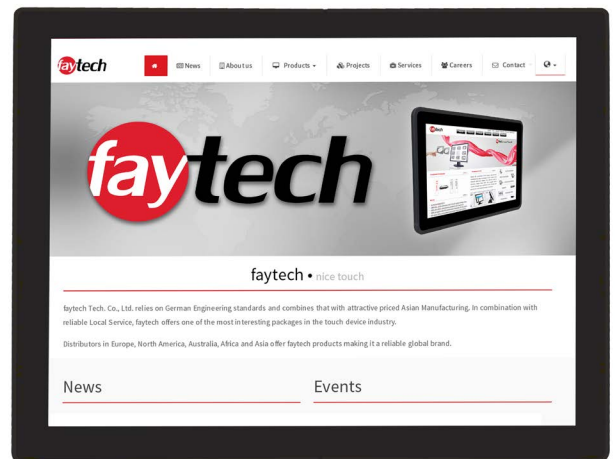 faytech
News About us Products Projects Services Careers Contact
faytech
faytech • nice touch
faytech Tech. Co., Ltd. relies on German Engineering standards and combines that with attractive priced Asian Manufacturing. In combination with
reliable Local Service, faytech offers one of the most interesting packages in the touch device industry.
Distributors in Europe, North America, Australia, Africa and Asia offer faytech products making it a reliable global brand.
News Events